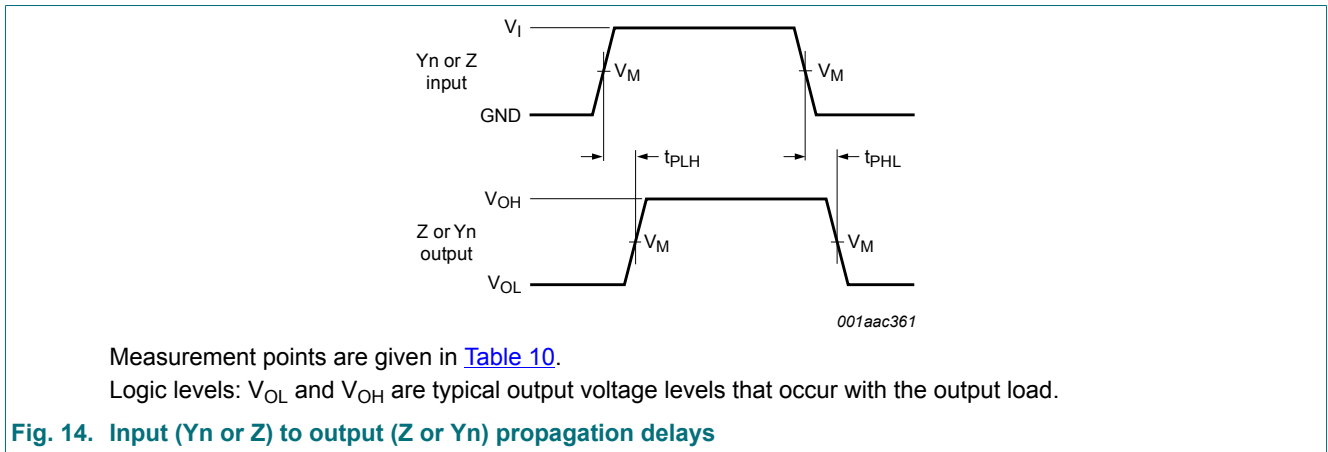 V_I
Yn or Z
input
V_M
V_M
GND
t_PLH
t_PHL
V_OH
Z or Yn
output
V_M
V_M
V_OL
001aac361
Measurement points are given in Table 10.
Logic levels: V_OL and V_OH are typical output voltage levels that occur with the output load.
Fig. 14. Input (Yn or Z) to output (Z or Yn) propagation delays